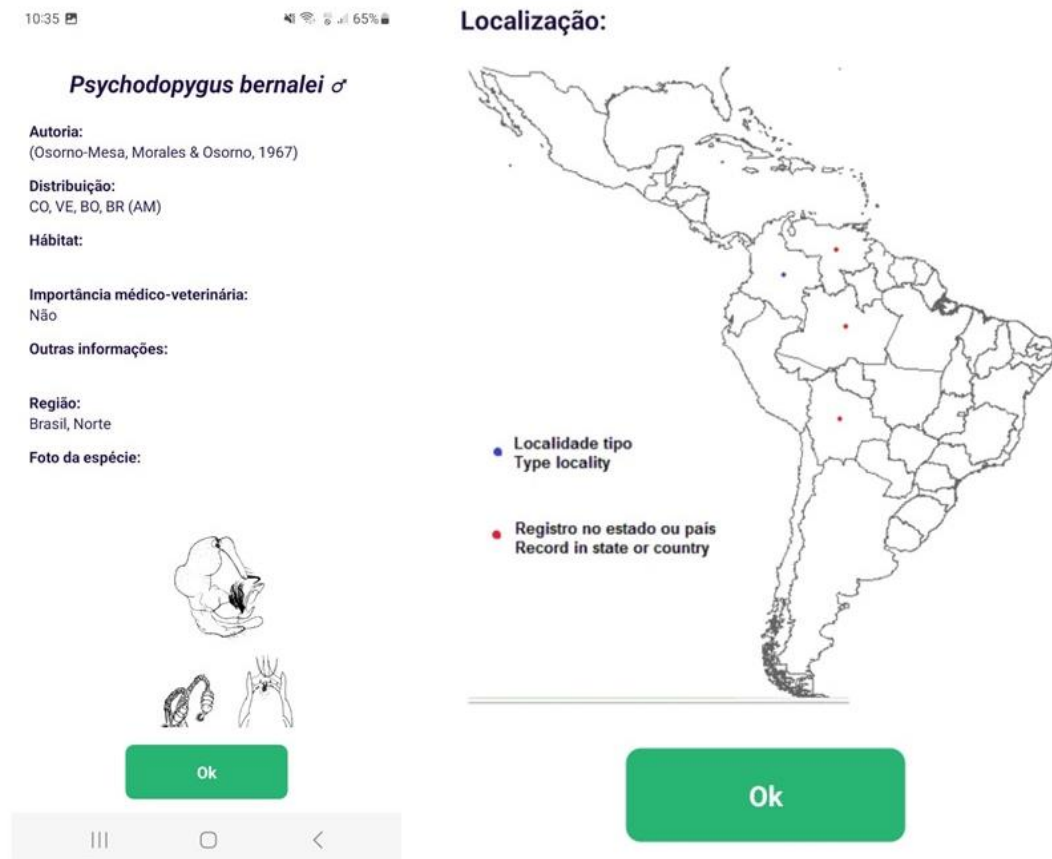 10:35
65%
Psychodopygus bernalei ♂
Autoria:
(Osorno-Mesa, Morales & Osorno, 1967)
Distribuição:
CO, VE, BO, BR (AM)
Hábitat:
Importância médico-veterinária:
Não
Outras informações:
Região:
Brasil, Norte
Foto da espécie:
Ok
Localização:
Localidade tipo
Type locality
Registro no estado ou país
Record in state or country
Ok